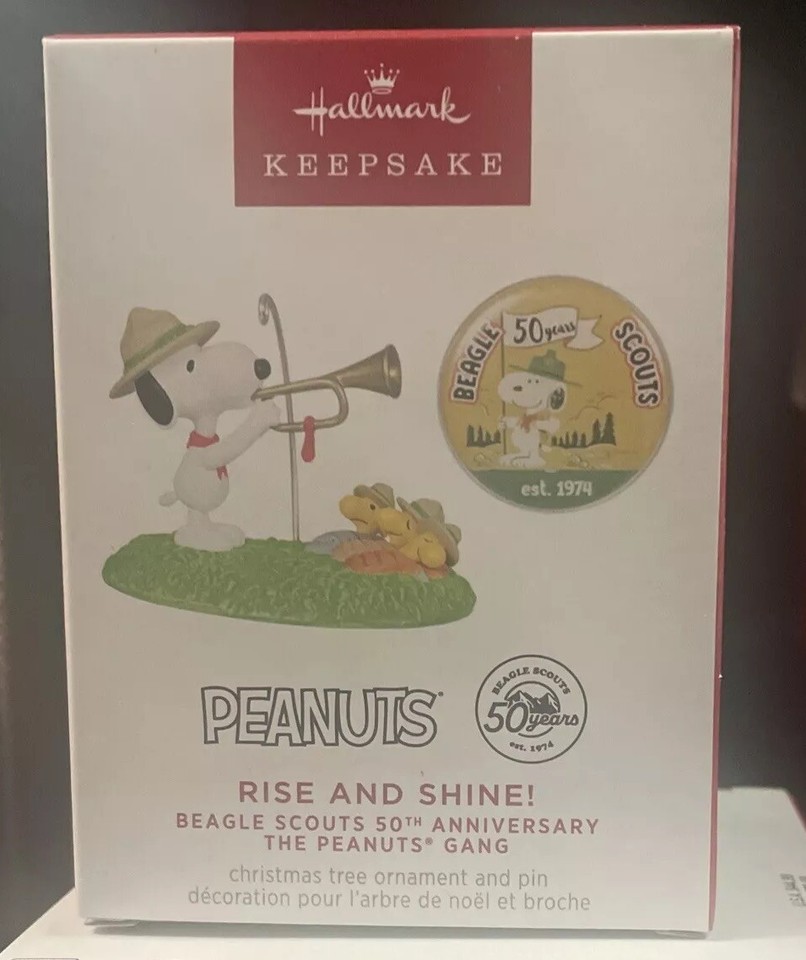 Hallmark
KEEPSAKE
BEAGLE 50 years SCOUTS
est. 1974
PEANUTS
BEAGLE SCOUTS
50 years
est. 1974
RISE AND SHINE!
BEAGLE SCOUTS 50TH ANNIVERSARY
THE PEANUTS® GANG
christmas tree ornament and pin
décoration pour l'arbre de noël et broche